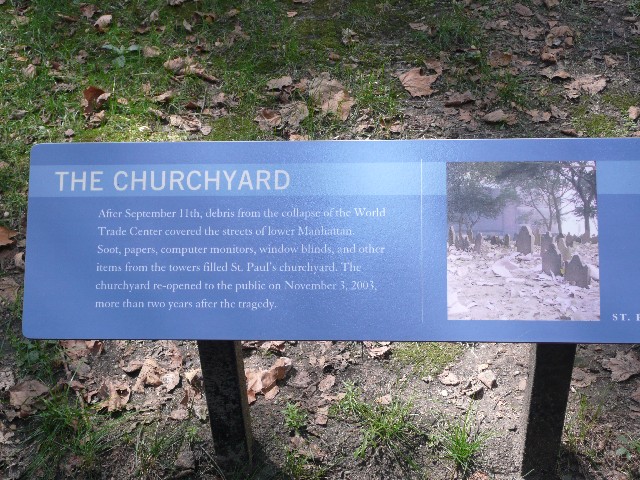 THE CHURCHYARD
After September 11th, debris from the collapse of the World
Trade Center covered the streets of lower Manhattan.
Soot, papers, computer monitors, window blinds, and other
items from the towers filled St. Paul's churchyard. The
churchyard re-opened to the public on November 3, 2003,
more than two years after the tragedy.
ST.